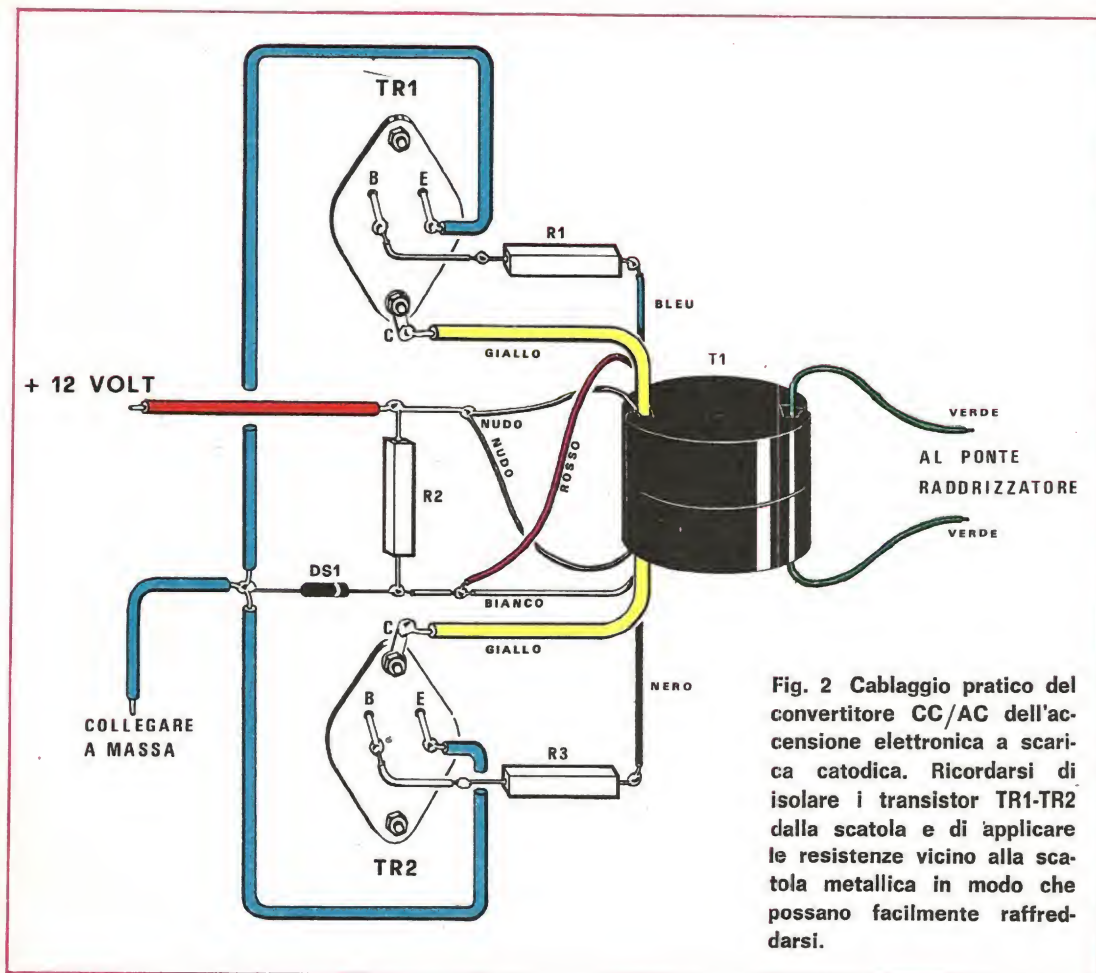 TR1
B E
R1
BLEU
C
GIALLO
T1
+ 12 VOLT
NUDO
NUDO
ROSSO
VERDE
AL PONTE
RADDRIZZATORE
VERDE
R2
DS1
BIANCO
C
GIALLO
NERO
COLLEGARE
A MASSA
B E
R3
TR2
Fig. 2 Cablaggio pratico del
convertitore CC/AC dell'ac-
censione elettronica a scari-
ca catodica. Ricordarsi di
isolare i transistor TR1-TR2
dalla scatola e di applicare
le resistenze vicino alla sca-
tola metallica in modo che
possano facilmente raffred-
darsi.